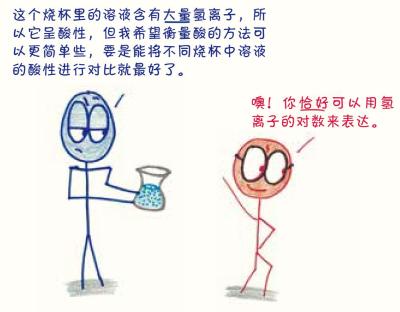 这个烧杯里的溶液含有大量氢离子，所
以它呈酸性，但我希望衡量酸的方法可
以更简单些，要是能将不同烧杯中溶液
的酸性进行对比就最好了。
噢！你恰好可以用氢
离子的对数来表达。